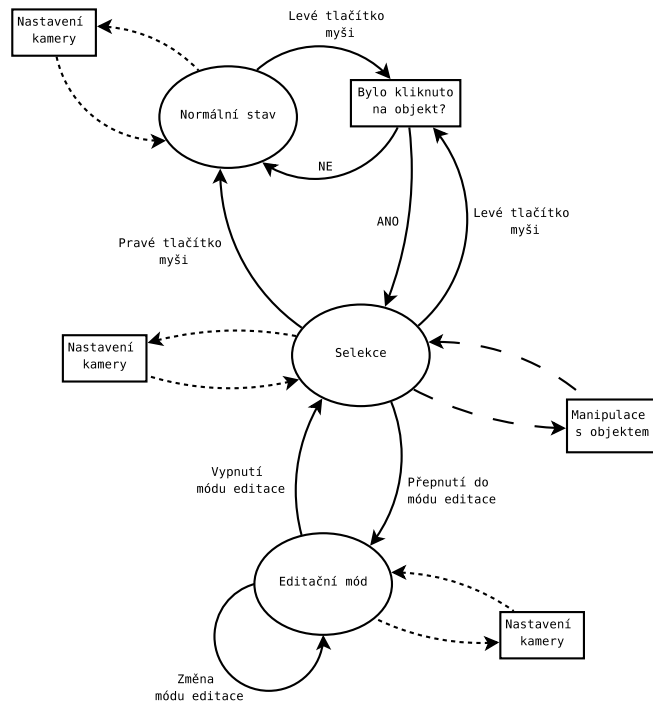 Nastavení
kamery
Levé tlačítko
myši
Normální stav
Bylo kliknuto
na objekt?
NE
ANO
Levé tlačítko
myši
Pravé tlačítko
myši
Nastavení
kamery
Selekce
Manipulace
s objektem
Vypnutí
módu editace
Přepnutí do
módu editace
Editační mód
Nastavení
kamery
Změna
módu editace